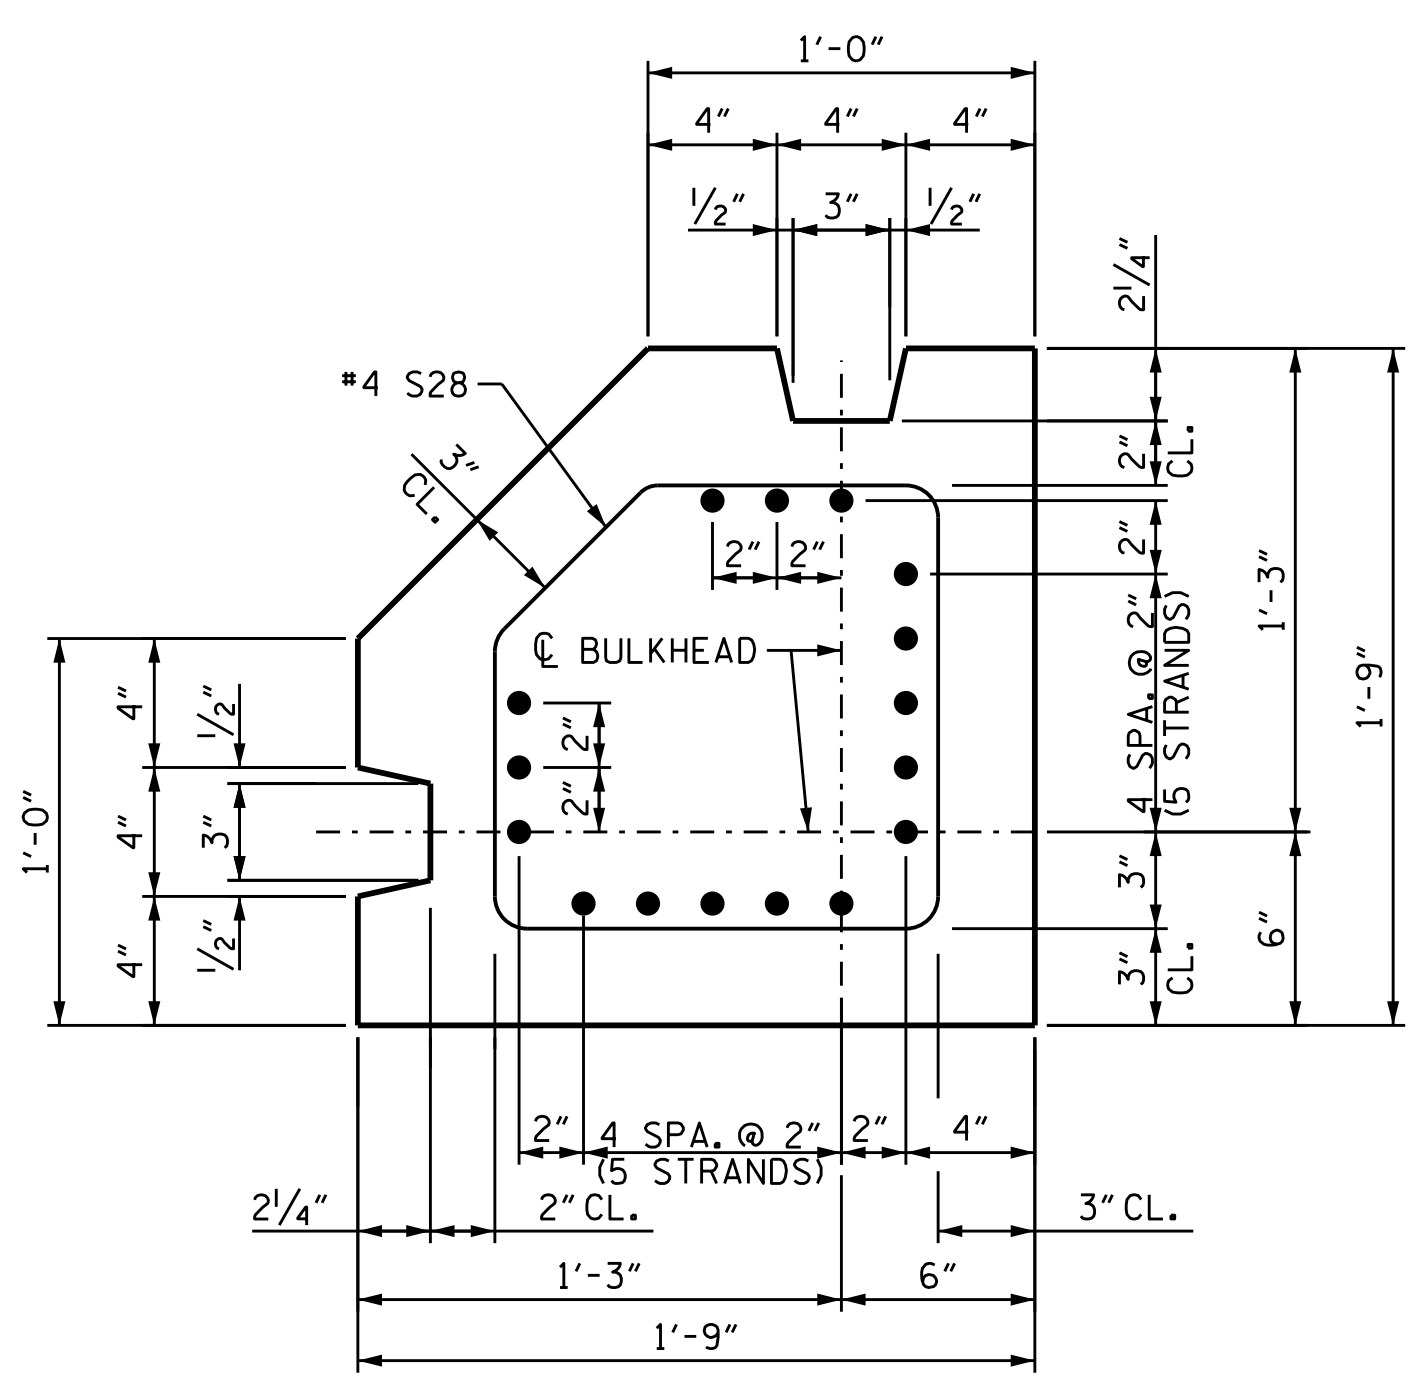 1'-0"
4" 4" 4"
1/2" 3" 1/2"
2 1/4"
#4 S28
3"
CL.
2"
CL.
2"
2" 2"
1'-3"
4 SPA. @ 2"
(5 STRANDS)
℄ BULKHEAD
1'-9"
4"
1/2"
2"
2"
1'-0"
4"
3"
3"
4"
1/2"
6"
3"
CL.
2" 4 SPA. @ 2" 2" 4"
(5 STRANDS)
2 1/4" 2" CL. 3" CL.
1'-3" 6"
1'-9"